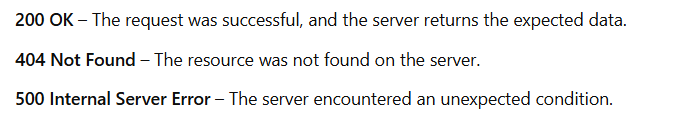 200 OK – The request was successful, and the server returns the expected data.
404 Not Found – The resource was not found on the server.
500 Internal Server Error – The server encountered an unexpected condition.